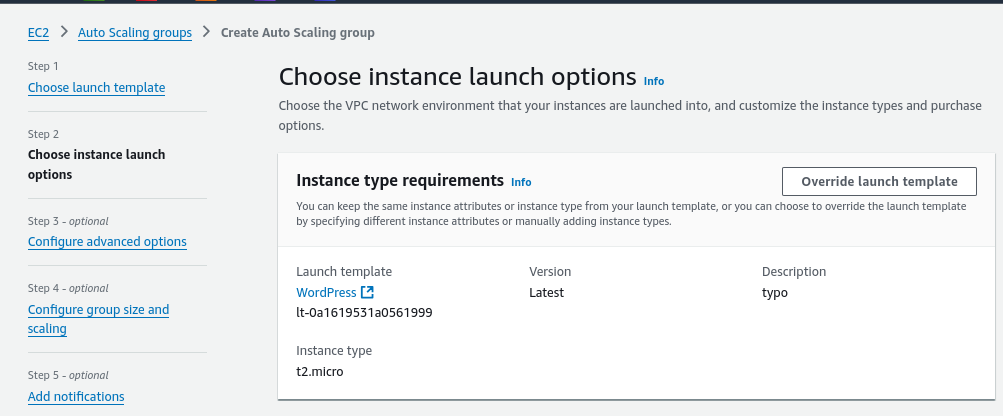 EC2 > Auto Scaling groups > Create Auto Scaling group
Step 1
Choose launch template
Step 2
Choose instance launch
options
Step 3 - optional
Configure advanced options
Step 4 - optional
Configure group size and
scaling
Step 5 - optional
Add notifications
Choose instance launch options Info
Choose the VPC network environment that your instances are launched into, and customize the instance types and purchase
options.
Instance type requirements Info
Override launch template
You can keep the same instance attributes or instance type from your launch template, or you can choose to override the launch template
by specifying different instance attributes or manually adding instance types.
Launch template
WordPress
lt-0a1619531a0561999
Version
Latest
Description
typo
Instance type
t2.micro